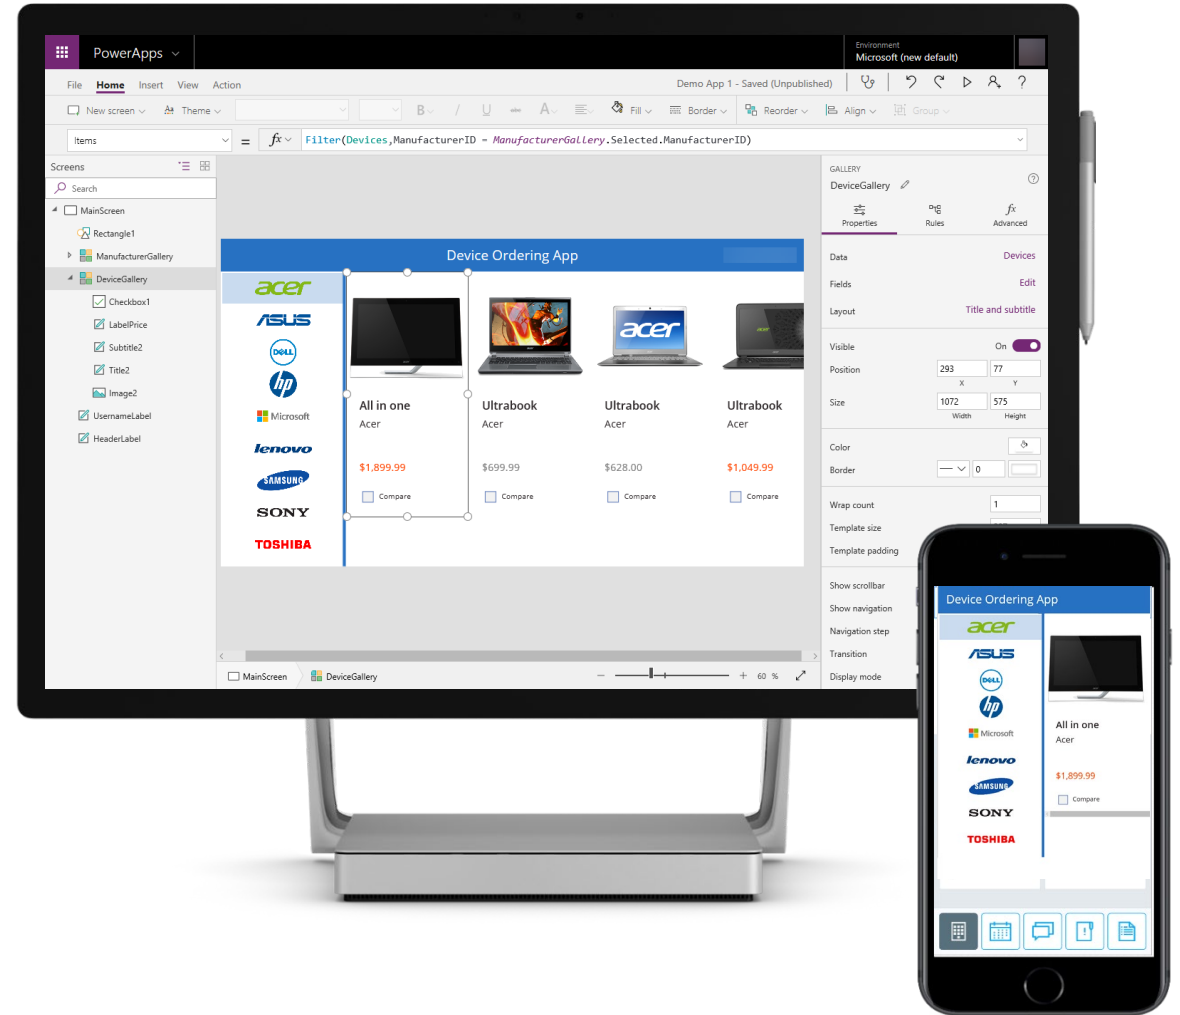 PowerApps
Environment
Microsoft (new default)
File Home Insert View Action
Demo App 1 - Saved (Unpublished)
New screen Theme B / U abc A Fill Border Reorder Align Group
Items = fx Filter(Devices,ManufacturerID = ManufacturerGallery.Selected.ManufacturerID)
Screens
Search
MainScreen
Rectangle1
ManufacturerGallery
DeviceGallery
Checkbox1
LabelPrice
Subtitle2
Title2
Image2
UsernameLabel
HeaderLabel
Device Ordering App
acer
ASUS
DELL
hp
Microsoft
lenovo
SAMSUNG
SONY
TOSHIBA
acer
All in one Ultrabook Ultrabook Ultrabook
Acer Acer Acer Acer
$1,899.99 $699.99 $628.00 $1,049.99
Compare Compare Compare Compare
MainScreen DeviceGallery
60 %
GALLERY
DeviceGallery
Properties Rules Advanced
Data Devices
Fields Edit
Layout Title and subtitle
Visible On
Position 293 77
X Y
Size 1072 575
Width Height
Color
Border 0
Wrap count 1
Template size
Template padding
Show scrollbar
Show navigation
Navigation step
Transition
Display mode
Device Ordering App
acer
ASUS
DELL
hp
Microsoft
lenovo
SAMSUNG
SONY
TOSHIBA
All in one
Acer
$1,899.99
Compare